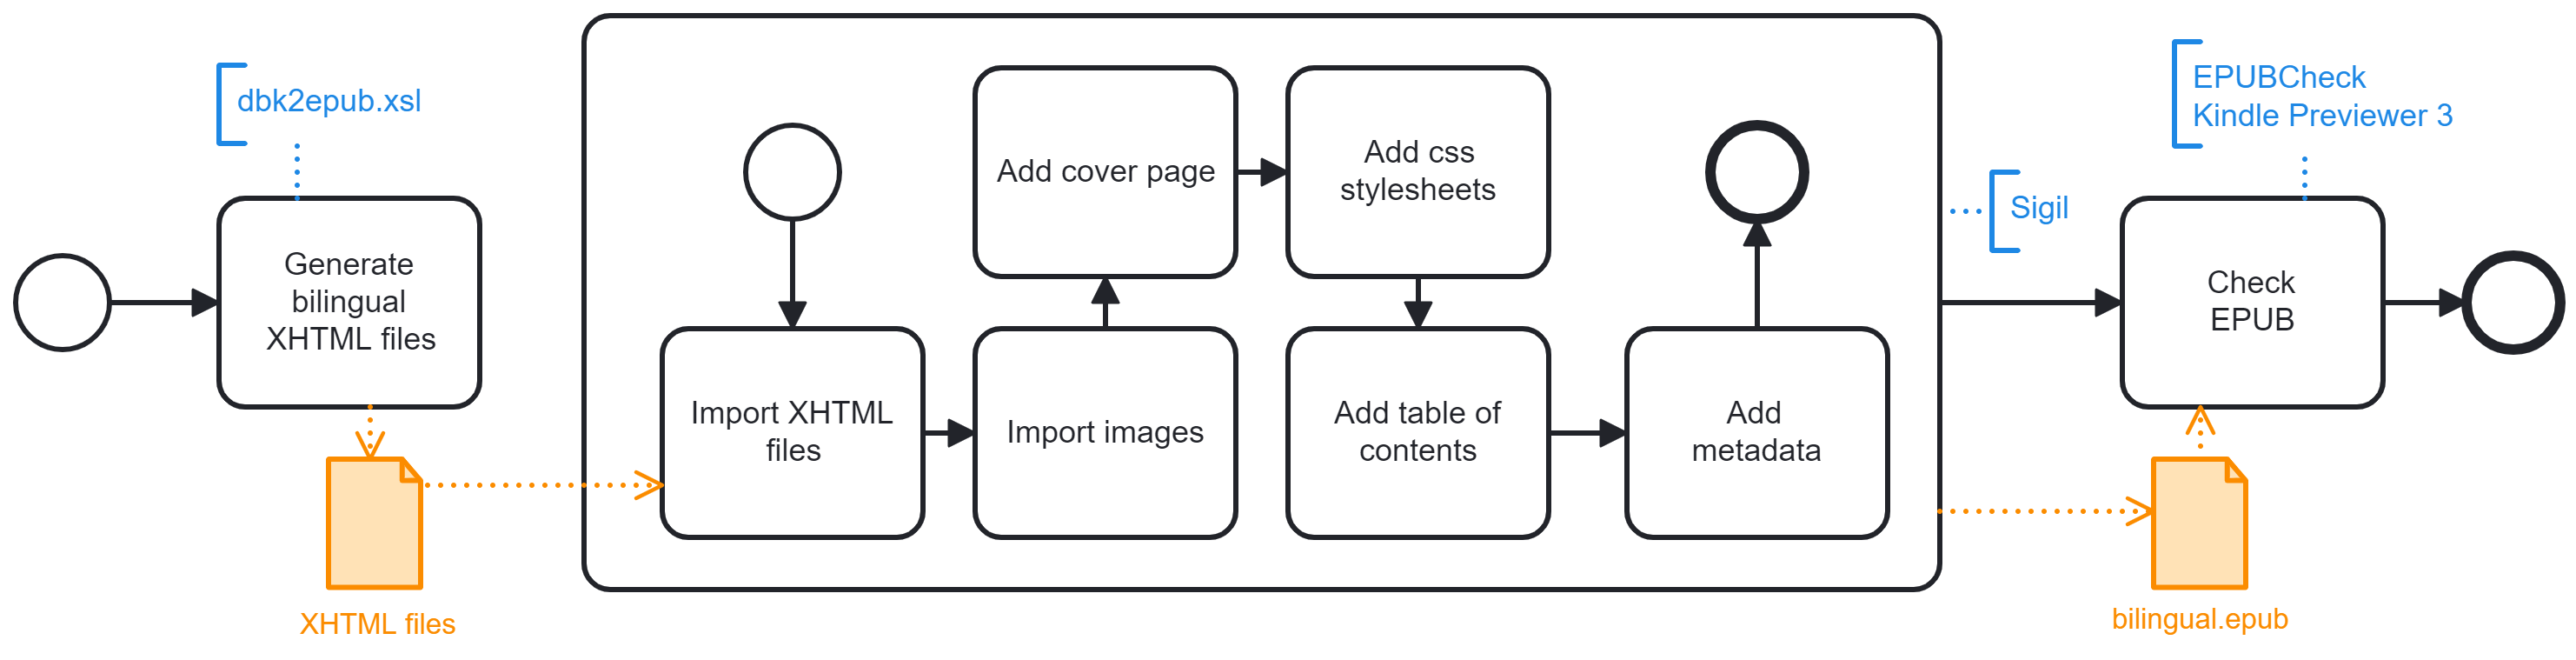 dbk2epub.xsl
Generate
bilingual
XHTML files
XHTML files
Import XHTML
files
Import images
Add cover page
Add css
stylesheets
Add table of
contents
Add
metadata
Sigil
EPUBCheck
Kindle Previewer 3
Check
EPUB
bilingual.epub